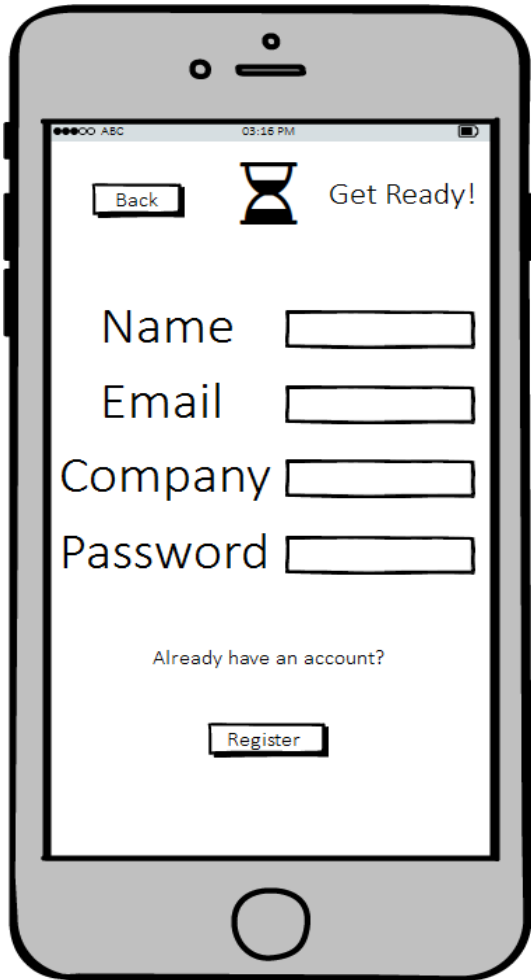 ABC 03:16 PM
Back Get Ready!
Name
Email
Company
Password
Already have an account?
Register